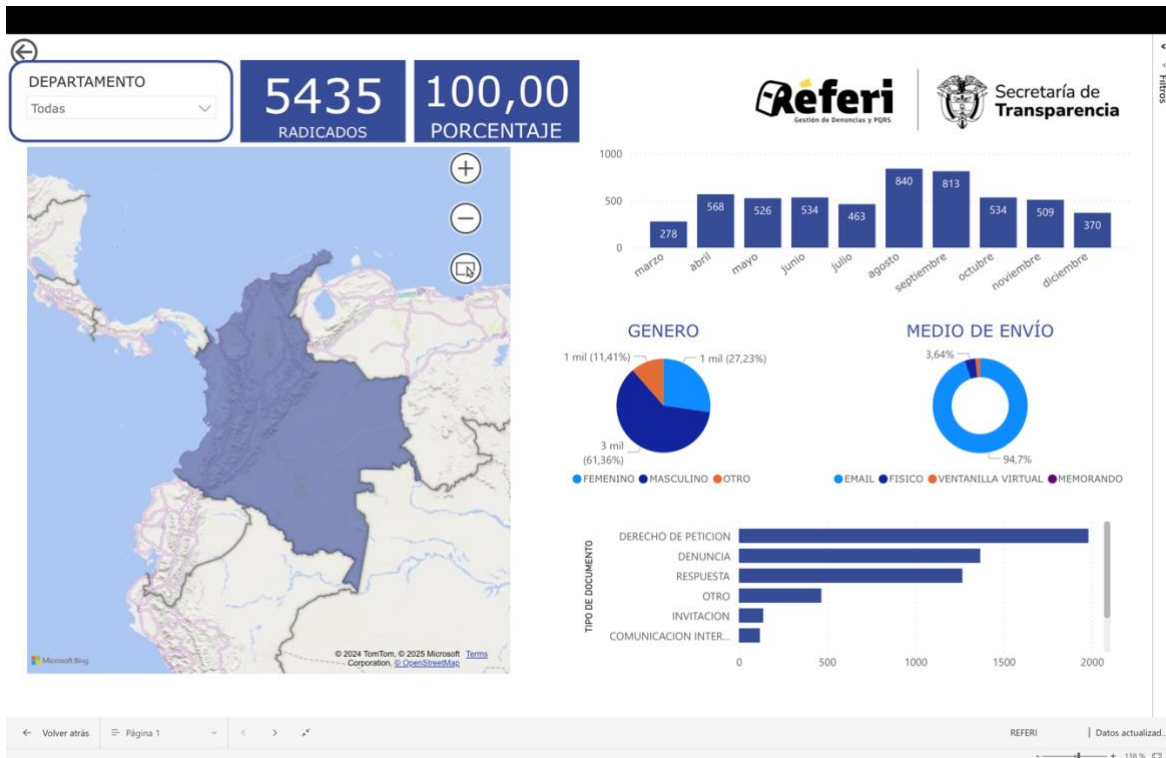 DEPARTAMENTO
Todas
5435
RADICADOS
100,00
PORCENTAJE
Réferi
Gestión de Denuncias y PQRS
Secretaría de
Transparencia
Filtros
1000
500
0
278
568
526
534
463
840
813
534
509
370
marzo
abril
mayo
junio
julio
agosto
septiembre
octubre
noviembre
diciembre
GENERO
1 mil (11,41%)
1 mil (27,23%)
3 mil
(61,36%)
FEMENINO MASCULINO OTRO
MEDIO DE ENVÍO
3,64%
94,7%
EMAIL FISICO VENTANILLA VIRTUAL MEMORANDO
TIPO DE DOCUMENTO
DERECHO DE PETICION
DENUNCIA
RESPUESTA
OTRO
INVITACION
COMUNICACION INTER...
0 500 1000 1500 2000
Microsoft Bing
© 2024 TomTom, © 2025 Microsoft Terms
Corporation, © OpenStreetMap
Volver atrás
Página 1
REFERI
Datos actualizad...
138 %